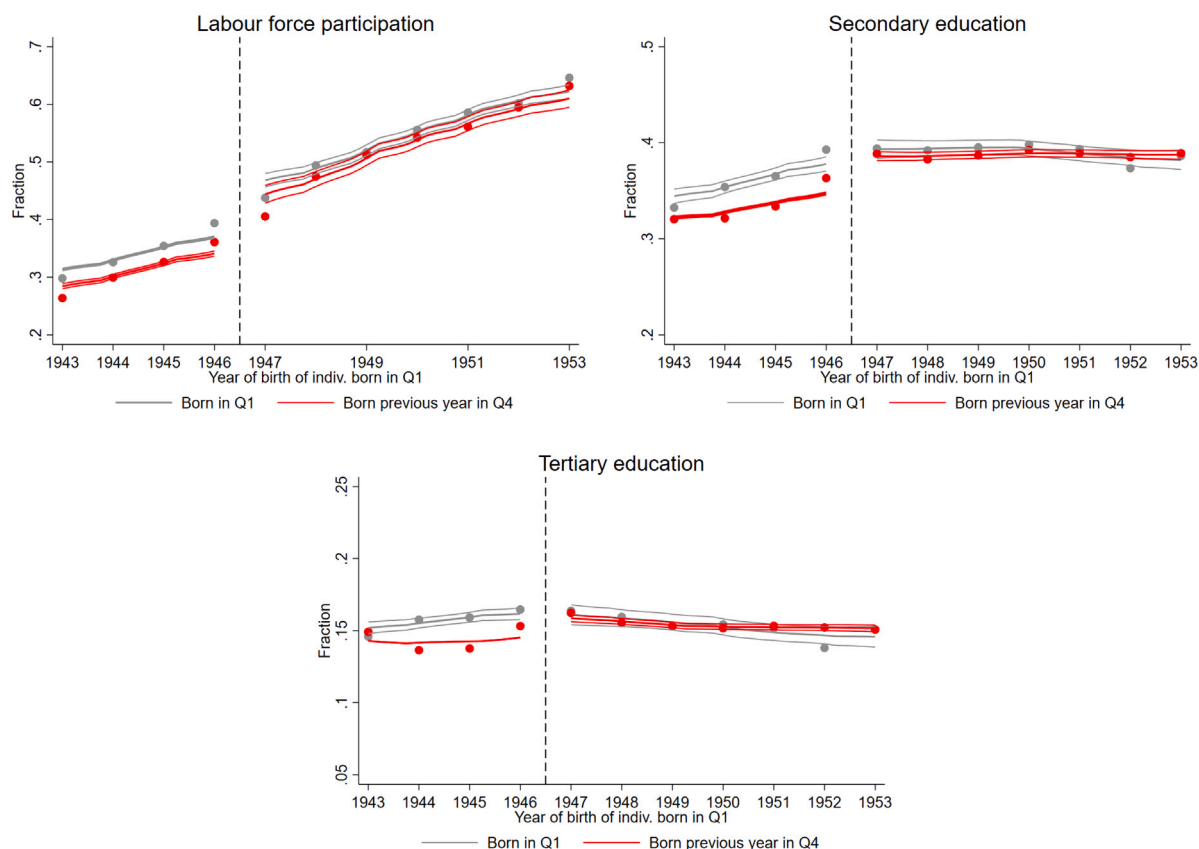 Labour force participation
Fraction
.7
.6
.5
.4
.3
.2
1943 1944 1945 1946 1947 1949 1951 1953
Year of birth of indiv. born in Q1
Born in Q1 Born previous year in Q4
Secondary education
Fraction
.5
.4
.3
.2
1943 1944 1945 1946 1947 1948 1949 1950 1951 1952 1953
Year of birth of indiv. born in Q1
Born in Q1 Born previous year in Q4
Tertiary education
Fraction
.25
.2
.15
.1
.05
1943 1944 1945 1946 1947 1948 1949 1950 1951 1952 1953
Year of birth of indiv. born in Q1
Born in Q1 Born previous year in Q4